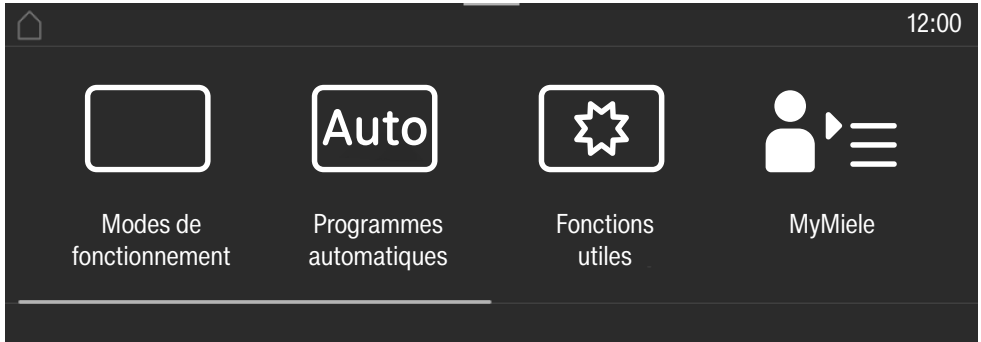 12:00
Auto
Modes de
fonctionnement
Programmes
automatiques
Fonctions
utiles
MyMiele